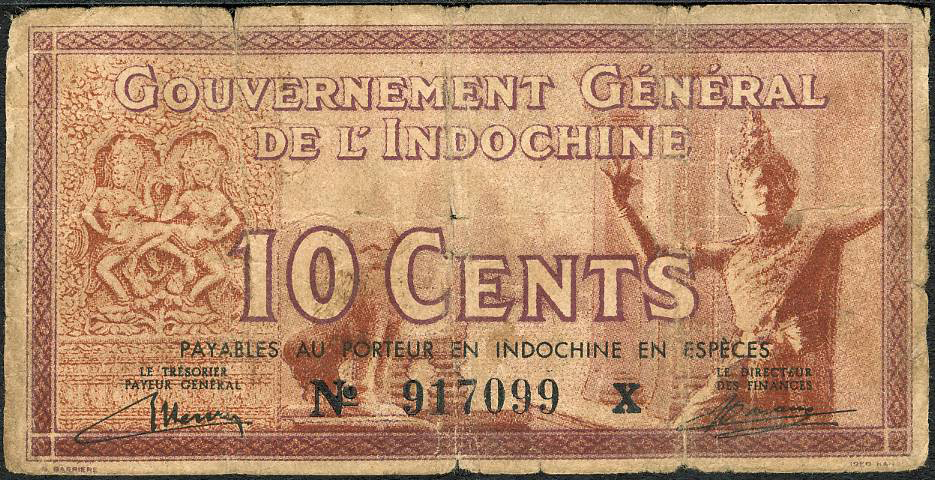 GOUVERNEMENT GÉNÉRAL
DE L'INDOCHINE
10 CENTS
PAYABLES AU PORTEUR EN INDOCHINE EN ESPÈCES
LE TRÉSORIER
PAYEUR GÉNÉRAL
LE DIRECTEUR
DES FINANCES
No 917099 X
BARRIERE